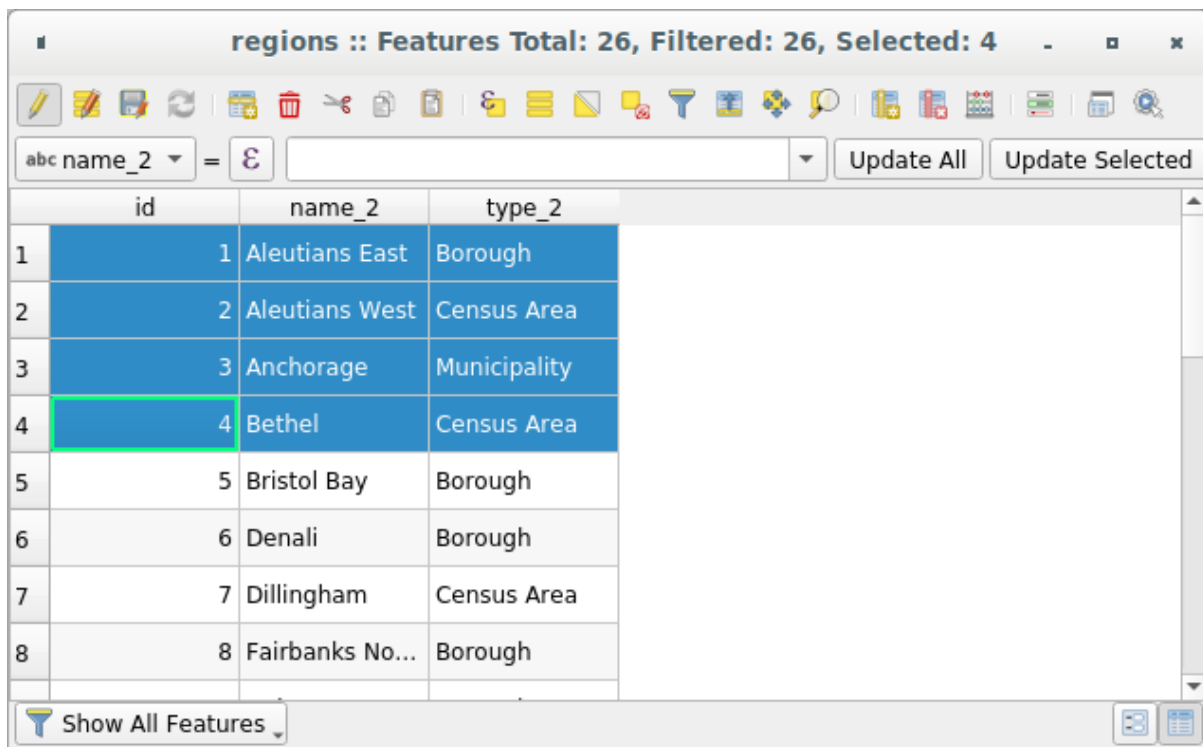 regions :: Features Total: 26, Filtered: 26, Selected: 4
abc name_2 = ε Update All Update Selected
id name_2 type_2
1 1 Aleutians East Borough
2 2 Aleutians West Census Area
3 3 Anchorage Municipality
4 4 Bethel Census Area
5 5 Bristol Bay Borough
6 6 Denali Borough
7 7 Dillingham Census Area
8 8 Fairbanks No... Borough
Show All Features